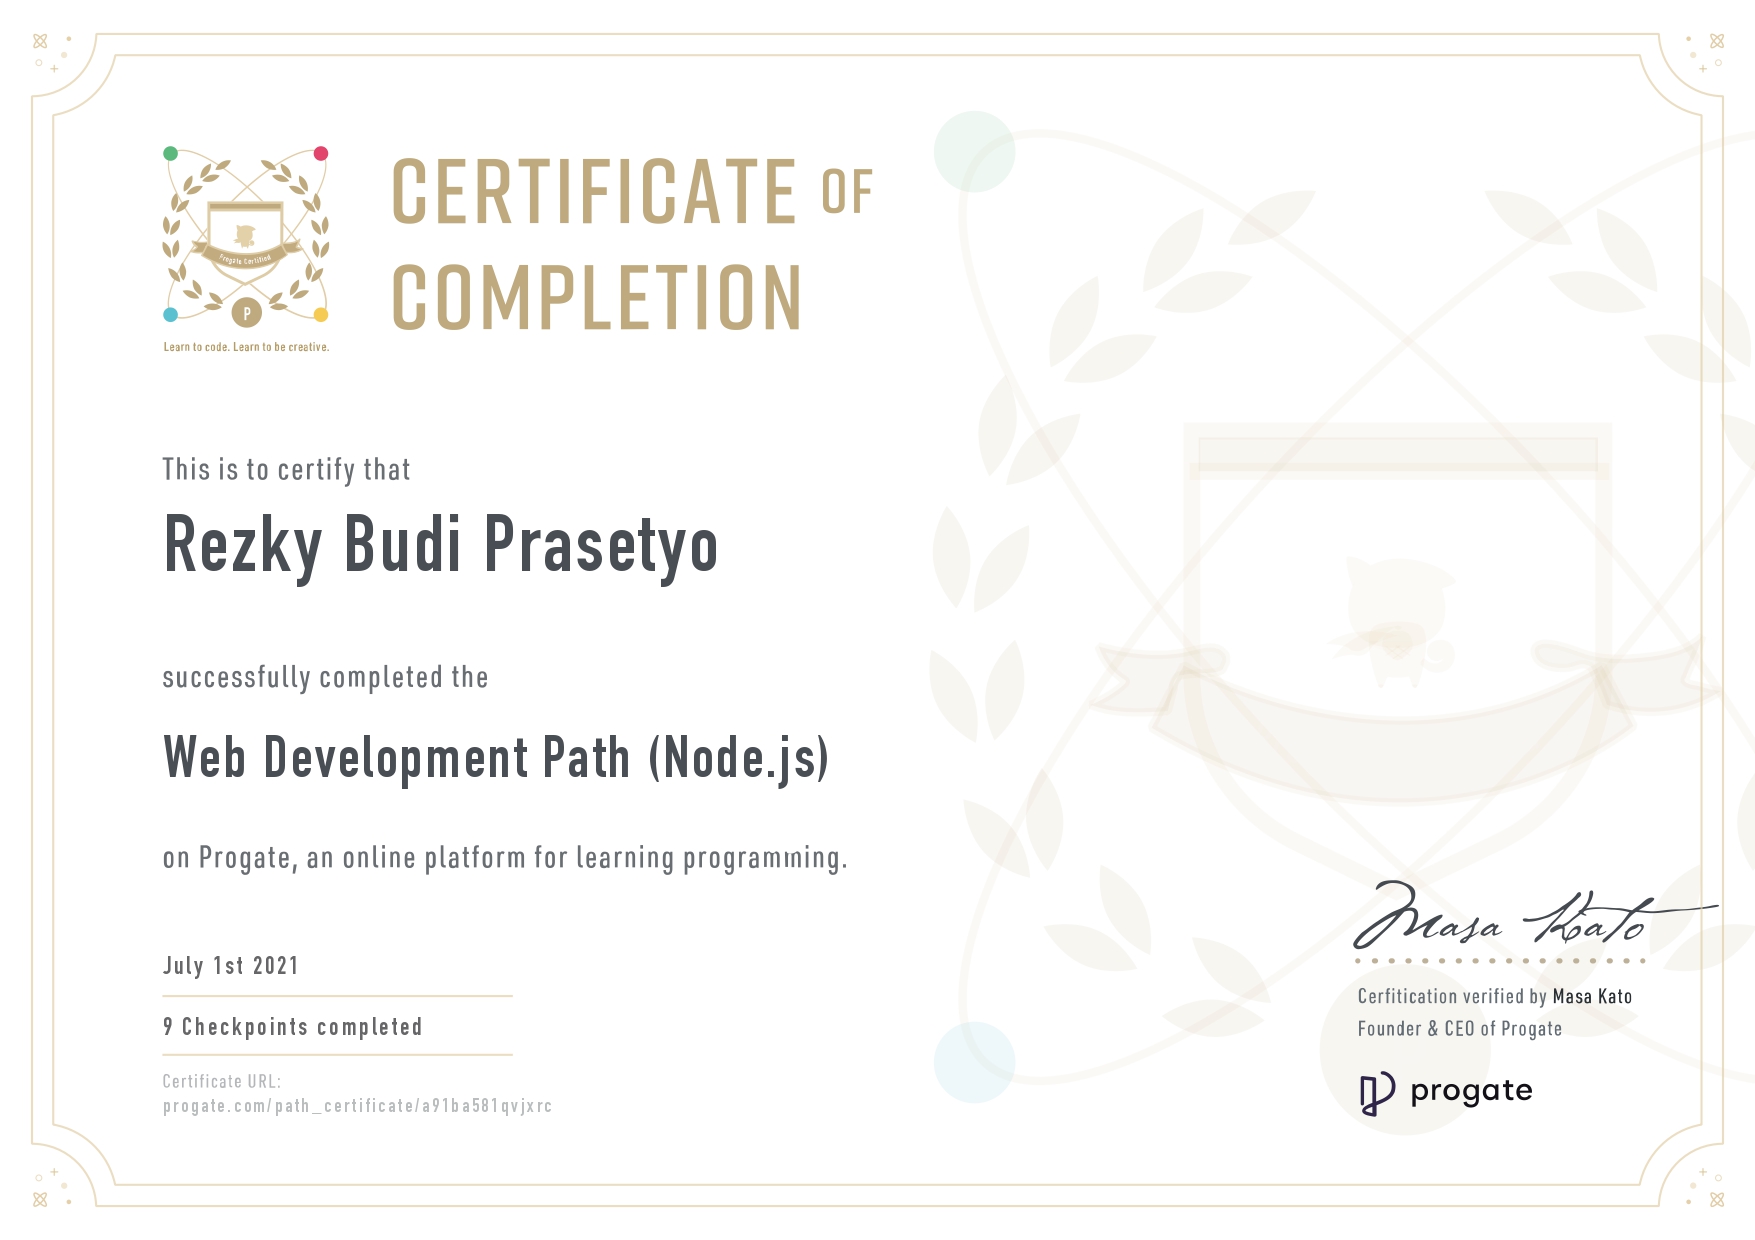 CERTIFICATE OF
COMPLETION
Progate Certified
P
Learn to code. Learn to be creative.
This is to certify that
Rezky Budi Prasetyo
successfully completed the
Web Development Path (Node.js)
on Progate, an online platform for learning programming.
July 1st 2021
9 Checkpoints completed
Certificate URL:
progate.com/path_certificate/a91ba581qvjxrc
Masa Kato
Cerfitication verified by Masa Kato
Founder & CEO of Progate
progate